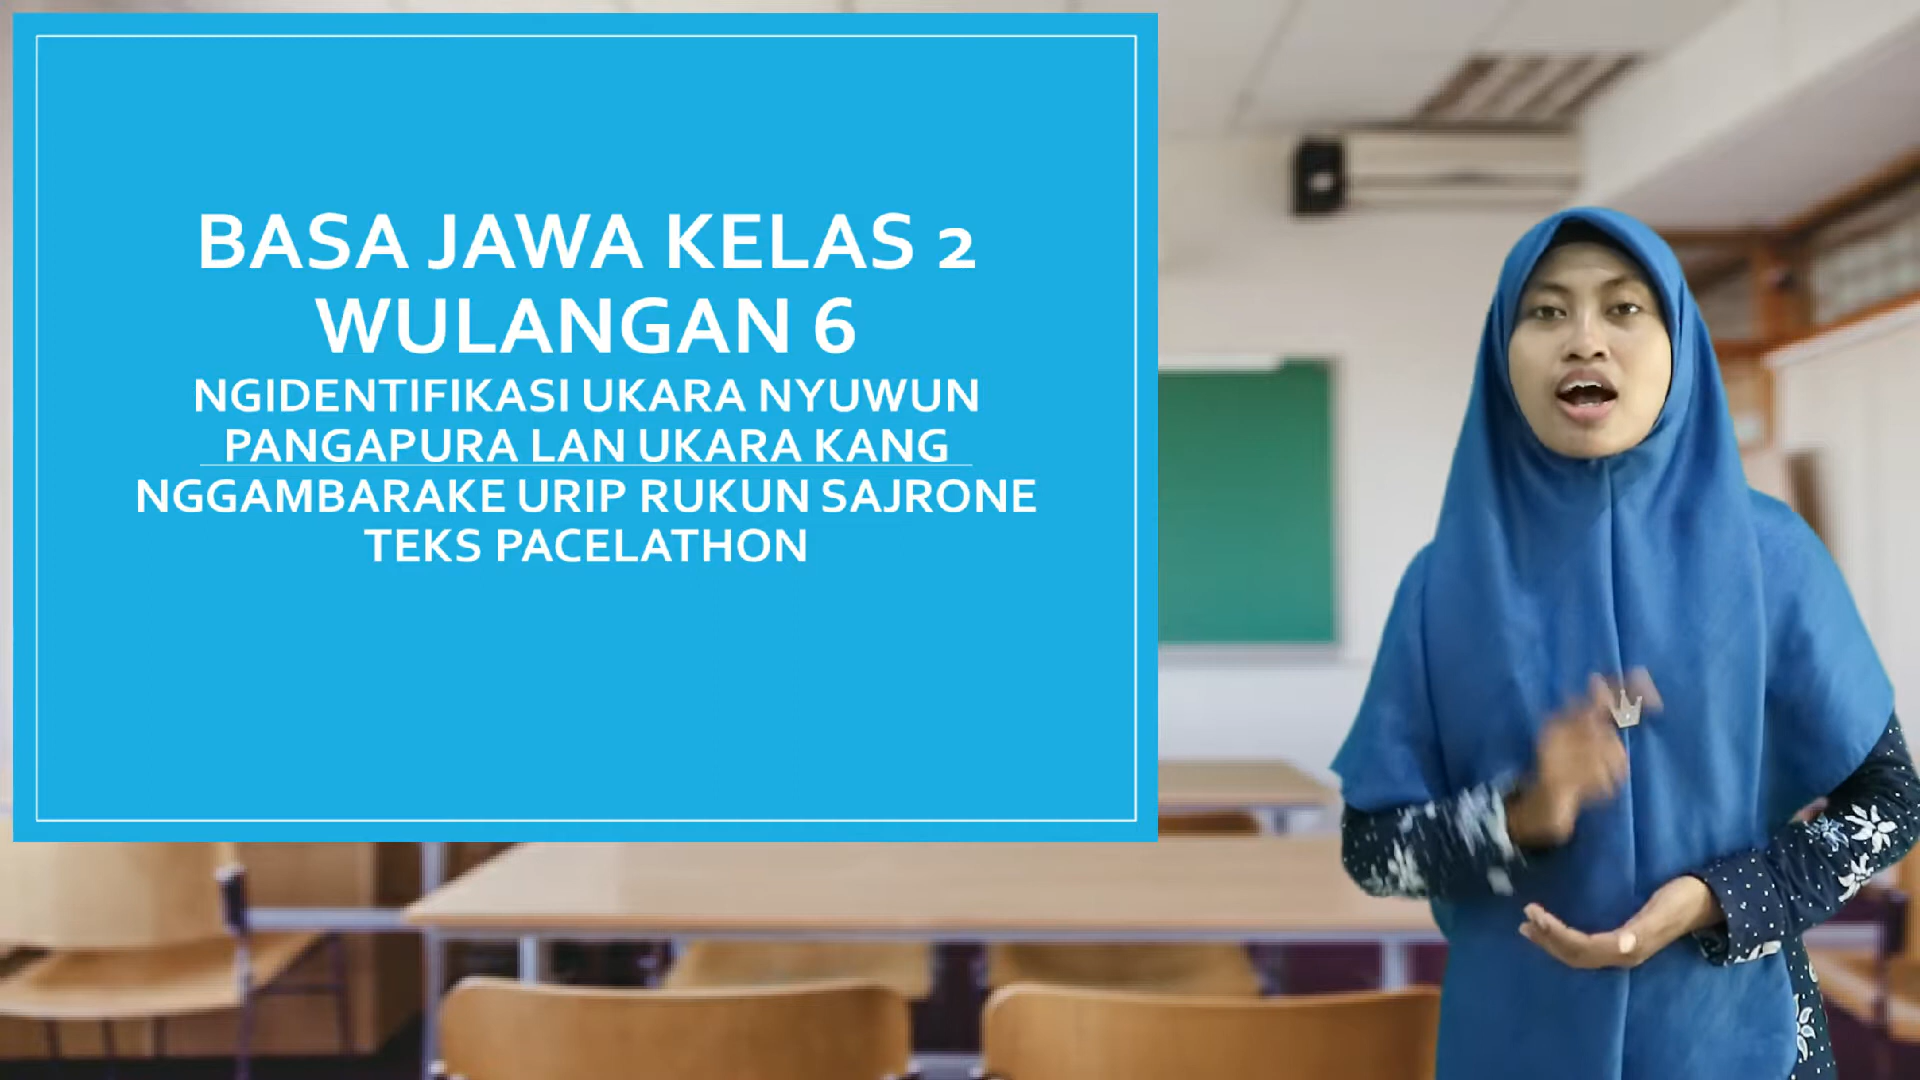 BASA JAWA KELAS 2
WULANGAN 6
NGIDENTIFIKASI UKARA NYUWUN
PANGAPURA LAN UKARA KANG
NGGAMBARAKE URIP RUKUN SAJRONE
TEKS PACELATHON